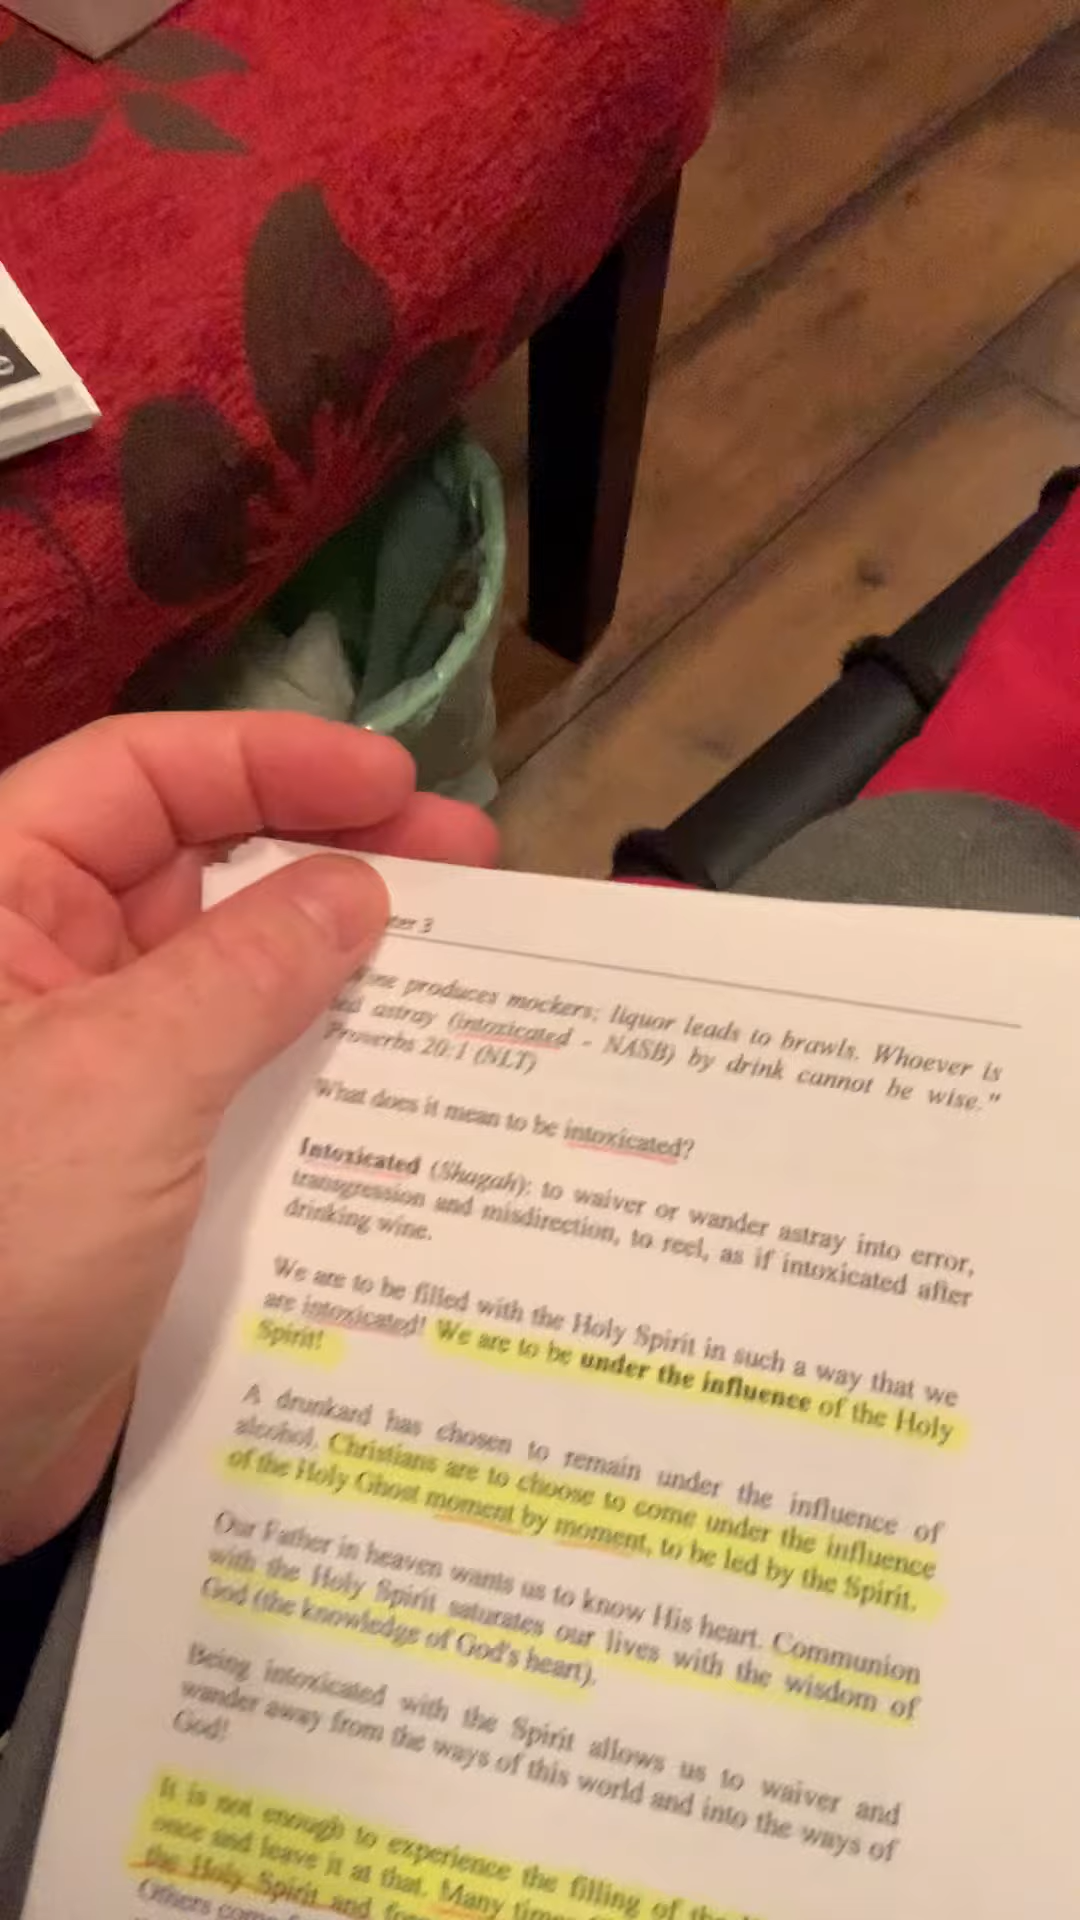 ter 3
produces mockers; liquor leads to brawls. Whoever is
led astray (intoxicated - NASB) by drink cannot be wise."
Proverbs 20:1 (NLT)
What does it mean to be intoxicated?
Intoxicated (Shagah): to waiver or wander astray into error,
transgression and misdirection, to reel, as if intoxicated after
drinking wine.
We are to be filled with the Holy Spirit in such a way that we
are intoxicated! We are to be under the influence of the Holy
Spirit!
A drunkard has chosen to remain under the influence of
alcohol. Christians are to choose to come under the influence
of the Holy Ghost moment by moment, to be led by the Spirit.
Our Father in heaven wants us to know His heart. Communion
with the Holy Spirit saturates our lives with the wisdom of
God (the knowledge of God's heart).
Being intoxicated with the Spirit allows us to waiver and
wander away from the ways of this world and into the ways of
God!
It is not enough to experience the filling of the
once and leave it at that. Many
the Holy Spirit and
Others come